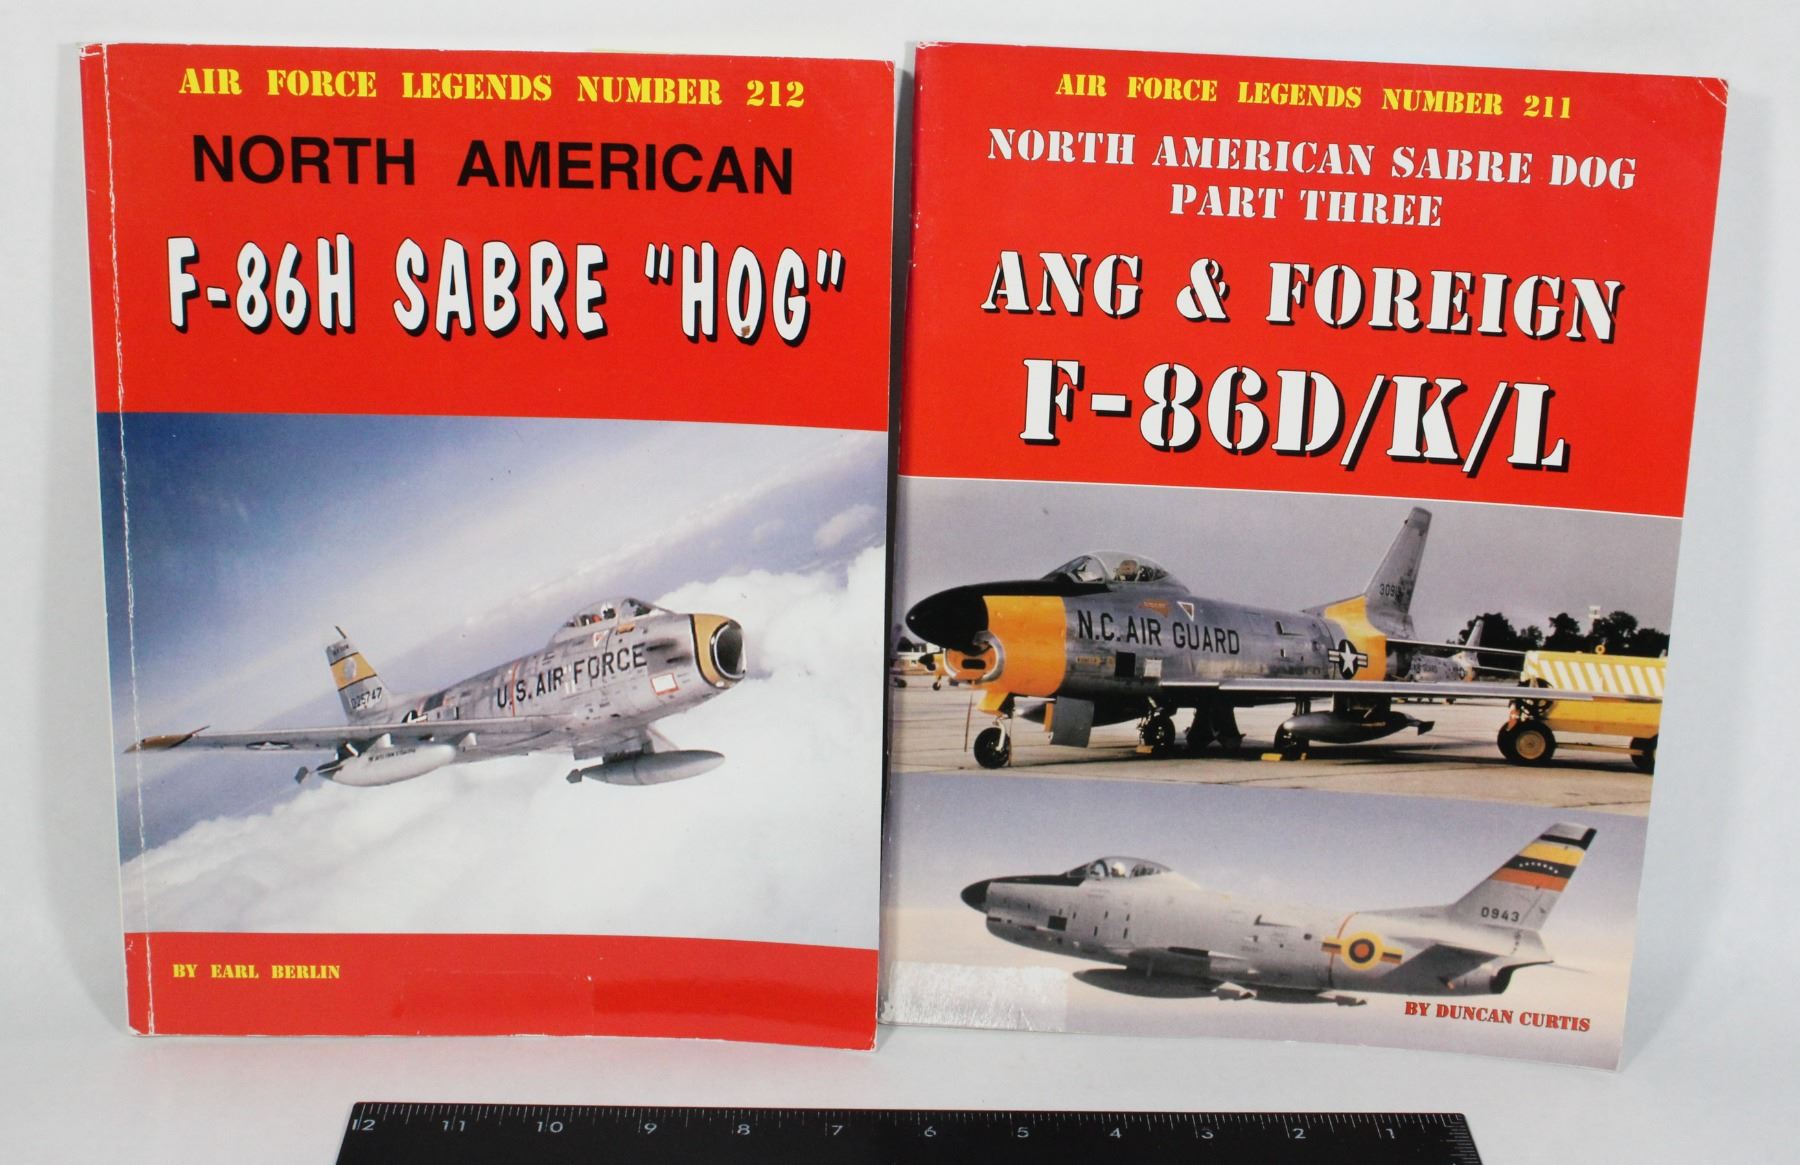 AIR FORCE LEGENDS NUMBER 212
NORTH AMERICAN
F-86H SABRE "HOG"
U.S. AIR FORCE
025747
BY EARL BERLIN
AIR FORCE LEGENDS NUMBER 211
NORTH AMERICAN SABRE DOG
PART THREE
ANG & FOREIGN
F-86D/K/L
N.C. AIR GUARD
0943
BY DUNCAN CURTIS
12 11 10 9 8 7 6 5 4 3 2 1